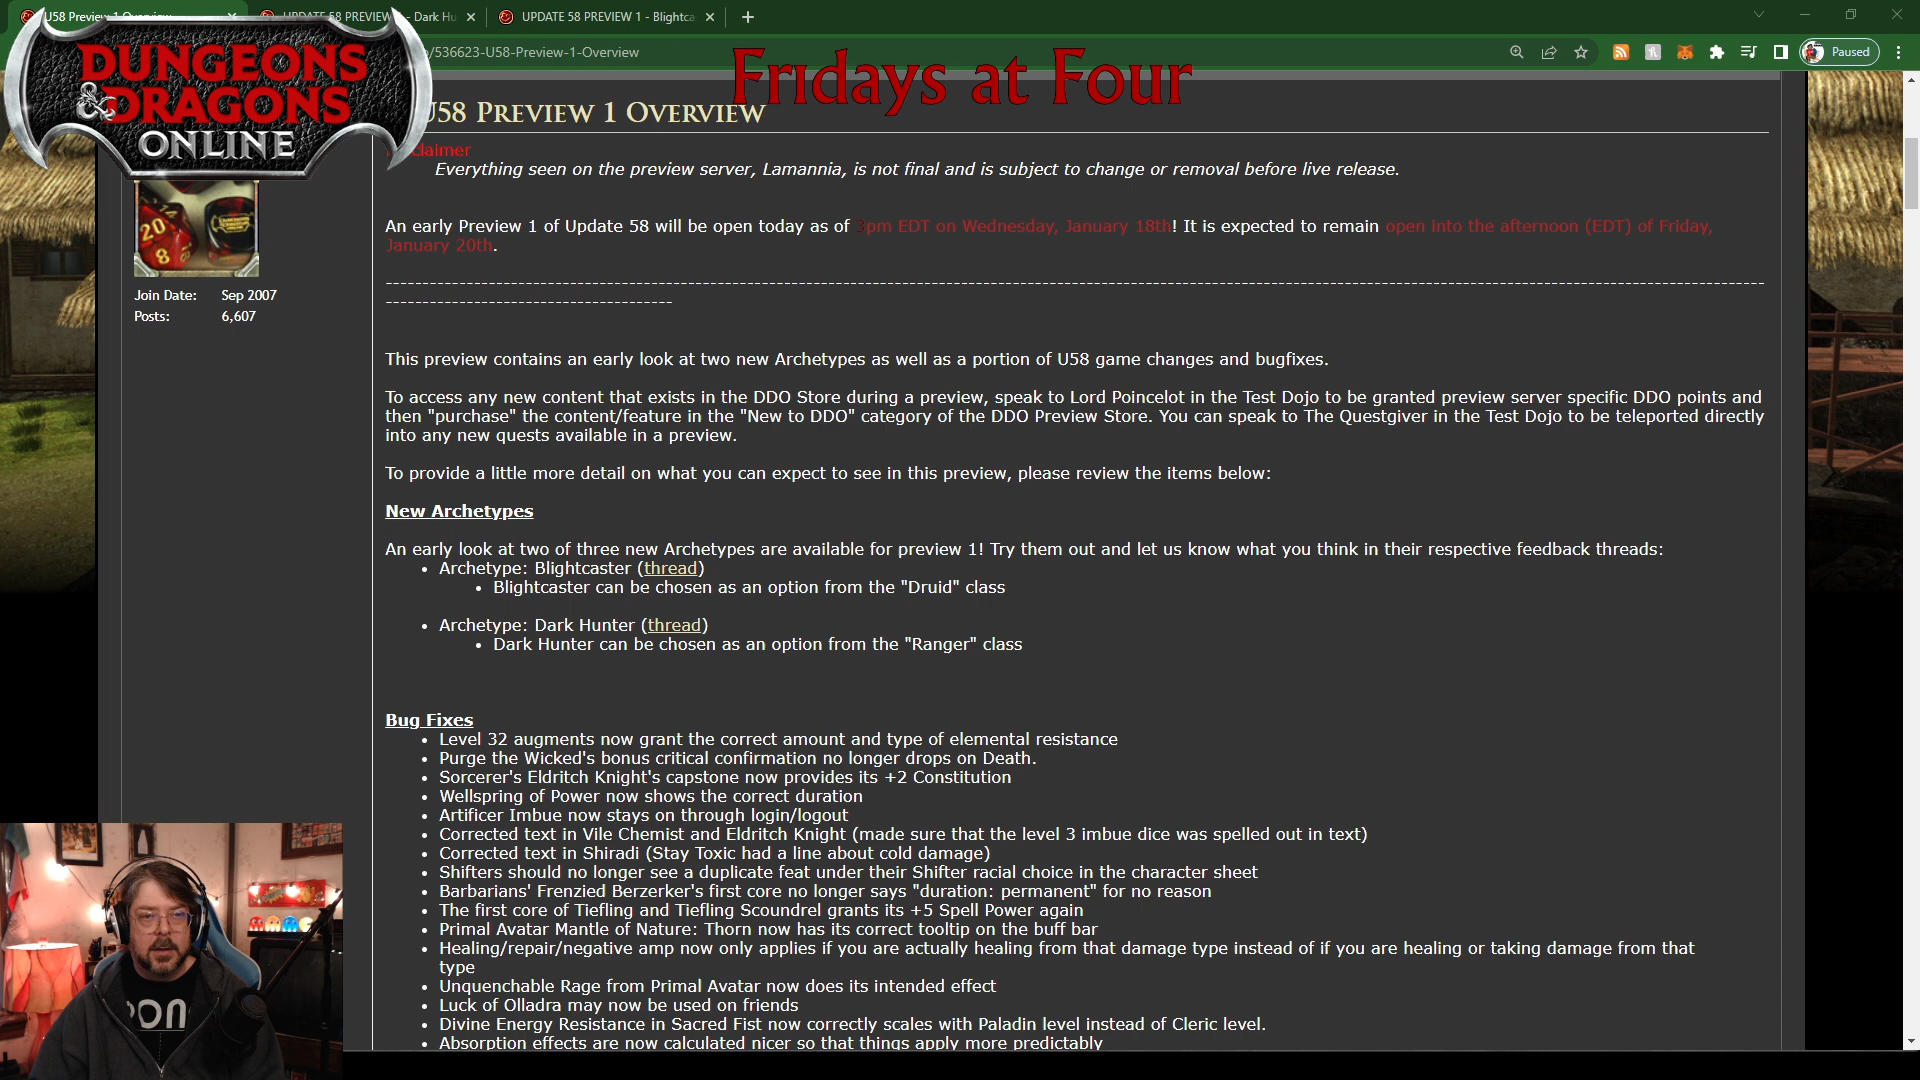 U58 Preview 1 Overview
UPDATE 58 PREVIEW 1 - Dark Hu
UPDATE 58 PREVIEW 1 - Blightca
/536623-U58-Preview-1-Overview
Paused
DUNGEONS
& DRAGONS
ONLINE
Fridays at Four
U58 Preview 1 Overview
claimer
Everything seen on the preview server, Lamannia, is not final and is subject to change or removal before live release.
An early Preview 1 of Update 58 will be open today as of 3pm EDT on Wednesday, January 18th! It is expected to remain open into the afternoon (EDT) of Friday,
January 20th.
20
8
Join Date: Sep 2007
Posts: 6,607
This preview contains an early look at two new Archetypes as well as a portion of U58 game changes and bugfixes.
To access any new content that exists in the DDO Store during a preview, speak to Lord Poincelot in the Test Dojo to be granted preview server specific DDO points and
then "purchase" the content/feature in the "New to DDO" category of the DDO Preview Store. You can speak to The Questgiver in the Test Dojo to be teleported directly
into any new quests available in a preview.
To provide a little more detail on what you can expect to see in this preview, please review the items below:
New Archetypes
An early look at two of three new Archetypes are available for preview 1! Try them out and let us know what you think in their respective feedback threads:
• Archetype: Blightcaster (thread)
• Blightcaster can be chosen as an option from the "Druid" class
• Archetype: Dark Hunter (thread)
• Dark Hunter can be chosen as an option from the "Ranger" class
Bug Fixes
• Level 32 augments now grant the correct amount and type of elemental resistance
• Purge the Wicked's bonus critical confirmation no longer drops on Death.
• Sorcerer's Eldritch Knight's capstone now provides its +2 Constitution
• Wellspring of Power now shows the correct duration
• Artificer Imbue now stays on through login/logout
• Corrected text in Vile Chemist and Eldritch Knight (made sure that the level 3 imbue dice was spelled out in text)
• Corrected text in Shiradi (Stay Toxic had a line about cold damage)
• Shifters should no longer see a duplicate feat under their Shifter racial choice in the character sheet
• Barbarians' Frenzied Berzerker's first core no longer says "duration: permanent" for no reason
• The first core of Tiefling and Tiefling Scoundrel grants its +5 Spell Power again
• Primal Avatar Mantle of Nature: Thorn now has its correct tooltip on the buff bar
• Healing/repair/negative amp now only applies if you are actually healing from that damage type instead of if you are healing or taking damage from that
type
• Unquenchable Rage from Primal Avatar now does its intended effect
• Luck of Olladra may now be used on friends
• Divine Energy Resistance in Sacred Fist now correctly scales with Paladin level instead of Cleric level.
• Absorption effects are now calculated nicer so that things apply more predictably